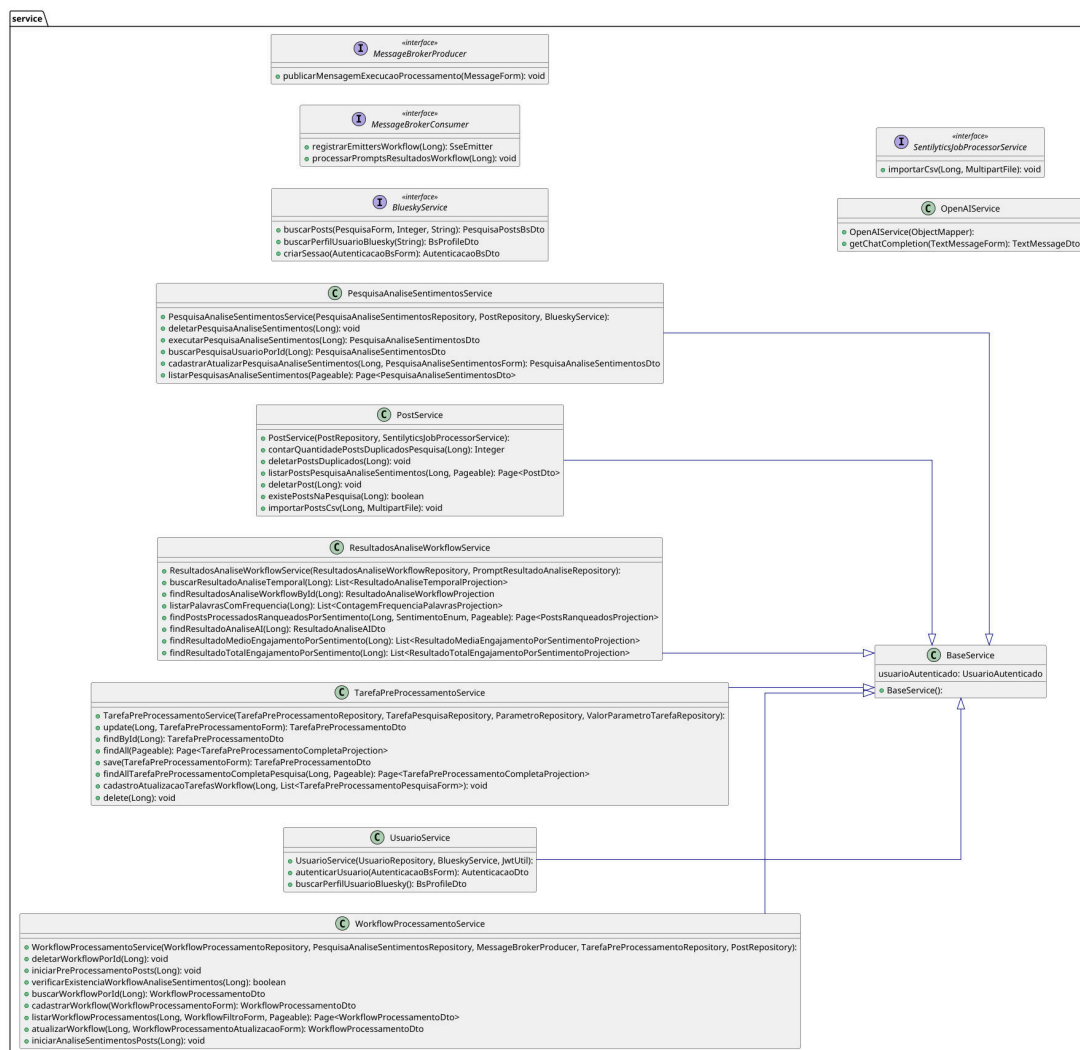 service
I
«interface»
MessageBrokerProducer
publicarMensagemExecucaoProcessamento(MessageForm): void
I
«interface»
MessageBrokerConsumer
registrarEmittersWorkflow(Long): SseEmitter
processarPromptsResultadosWorkflow(Long): void
I
«interface»
SentilyticsJobProcessorService
importarCsv(Long, MultipartFile): void
I
«interface»
BlueskyService
buscarPosts(PesquisaForm, Integer, String): PesquisaPostsBsDto
buscarPerfilUsuarioBluesky(String): BsProfileDto
criarSessao(AutenticacaoBsForm): AutenticacaoBsDto
C OpenAIService
OpenAIService(ObjectMapper):
getChatCompletion(TextMessageForm): TextMessageDto
C PesquisaAnaliseSentimentosService
PesquisaAnaliseSentimentosService(PesquisaAnaliseSentimentosRepository, PostRepository, BlueskyService):
deletarPesquisaAnaliseSentimentos(Long): void
executarPesquisaAnaliseSentimentos(Long): PesquisaAnaliseSentimentosDto
buscarPesquisaUsuarioPorId(Long): PesquisaAnaliseSentimentosDto
cadastrarAtualizarPesquisaAnaliseSentimentos(Long, PesquisaAnaliseSentimentosForm): PesquisaAnaliseSentimentosDto
listarPesquisasAnaliseSentimentos(Pageable): Page<PesquisaAnaliseSentimentosDto>
C PostService
PostService(PostRepository, SentilyticsJobProcessorService):
contarQuantidadePostsDuplicadosPesquisa(Long): Integer
deletarPostsDuplicados(Long): void
listarPostsPesquisaAnaliseSentimentos(Long, Pageable): Page<PostDto>
deletarPost(Long): void
existePostsNaPesquisa(Long): boolean
importarPostsCsv(Long, MultipartFile): void
C ResultadosAnaliseWorkflowService
ResultadosAnaliseWorkflowService(ResultadosAnaliseWorkflowRepository, PromptResultadoAnaliseRepository):
buscarResultadoAnaliseTemporal(Long): List<ResultadoAnaliseTemporalProjection>
findResultadosAnaliseWorkflowById(Long): ResultadoAnaliseWorkflowProjection
listarPalavrasComFrequencia(Long): List<ContagemFrequenciaPalavrasProjection>
findPostsProcessadosRanqueadosPorSentimento(Long, SentimentoEnum, Pageable): Page<PostsRanqueadosProjection>
findResultadoAnaliseAI(Long): ResultadoAnaliseAIDto
findResultadoMedioEngajamentoPorSentimento(Long): List<ResultadoMediaEngajamentoPorSentimentoProjection>
findResultadoTotalEngajamentoPorSentimento(Long): List<ResultadoTotalEngajamentoPorSentimentoProjection>
C BaseService
usuarioAutenticado: UsuarioAutenticado
BaseService():
C TarefaPreProcessamentoService
TarefaPreProcessamentoService(TarefaPreProcessamentoRepository, TarefaPesquisaRepository, ParametroRepository, ValorParametroTarefaRepository):
update(Long, TarefaPreProcessamentoForm): TarefaPreProcessamentoDto
findById(Long): TarefaPreProcessamentoDto
findAll(Pageable): Page<TarefaPreProcessamentoCompletaProjection>
save(TarefaPreProcessamentoForm): TarefaPreProcessamentoDto
findAllTarefaPreProcessamentoCompletaPesquisa(Long, Pageable): Page<TarefaPreProcessamentoCompletaProjection>
cadastroAtualizacaoTarefasWorkflow(Long, List<TarefaPreProcessamentoPesquisaForm>): void
delete(Long): void
C UsuarioService
UsuarioService(UsuarioRepository, BlueskyService, JwtUtil):
autenticarUsuario(AutenticacaoBsForm): AutenticacaoDto
buscarPerfilUsuarioBluesky(): BsProfileDto
C WorkflowProcessamentoService
WorkflowProcessamentoService(WorkflowProcessamentoRepository, PesquisaAnaliseSentimentosRepository, MessageBrokerProducer, TarefaPreProcessamentoRepository, PostRepository):
deletarWorkflowPorId(Long): void
iniciarPreProcessamentoPosts(Long): void
verificarExistenciaWorkflowAnaliseSentimentos(Long): boolean
buscarWorkflowPorId(Long): WorkflowProcessamentoDto
cadastrarWorkflow(WorkflowProcessamentoForm): WorkflowProcessamentoDto
listarWorkflowProcessamentos(Long, WorkflowFiltroForm, Pageable): Page<WorkflowProcessamentoDto>
atualizarWorkflow(Long, WorkflowProcessamentoAtualizacaoForm): WorkflowProcessamentoDto
iniciarAnaliseSentimentosPosts(Long): void